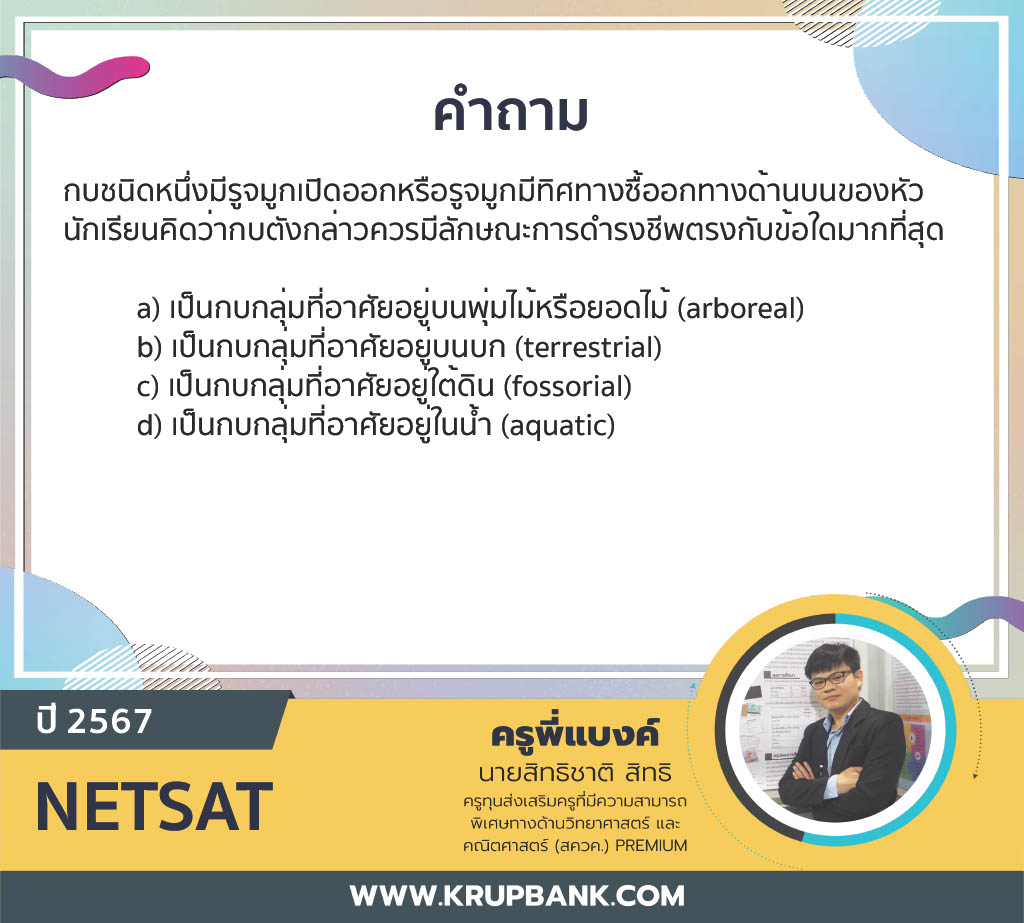 คำถาม
กบชนิดหนึ่งมีรูจมูกเปิดออกหรือรูจมูกมีทิศทางชี้ออกทางด้านบนของหัว
นักเรียนคิดว่ากบตังกล่าวควรมีลักษณะการดำรงชีพตรงกับข้อใดมากที่สุด
a) เป็นกบกลุ่มที่อาศัยอยู่บนพุ่มไม้หรือยอดไม้ (arboreal)
b) เป็นกบกลุ่มที่อาศัยอยู่บนบก (terrestrial)
c) เป็นกบกลุ่มที่อาศัยอยู่ใต้ดิน (fossorial)
d) เป็นกบกลุ่มที่อาศัยอยู่ในน้ำ (aquatic)
ปี 2567
NETSAT
ครูพี่แบงค์
นายสิทธิชาติ สิทธิ
ครูทุนส่งเสริมครูที่มีความสามารถ
พิเศษทางด้านวิทยาศาสตร์ และ
คณิตศาสตร์ (สควค.) PREMIUM
WWW.KRUPBANK.COM